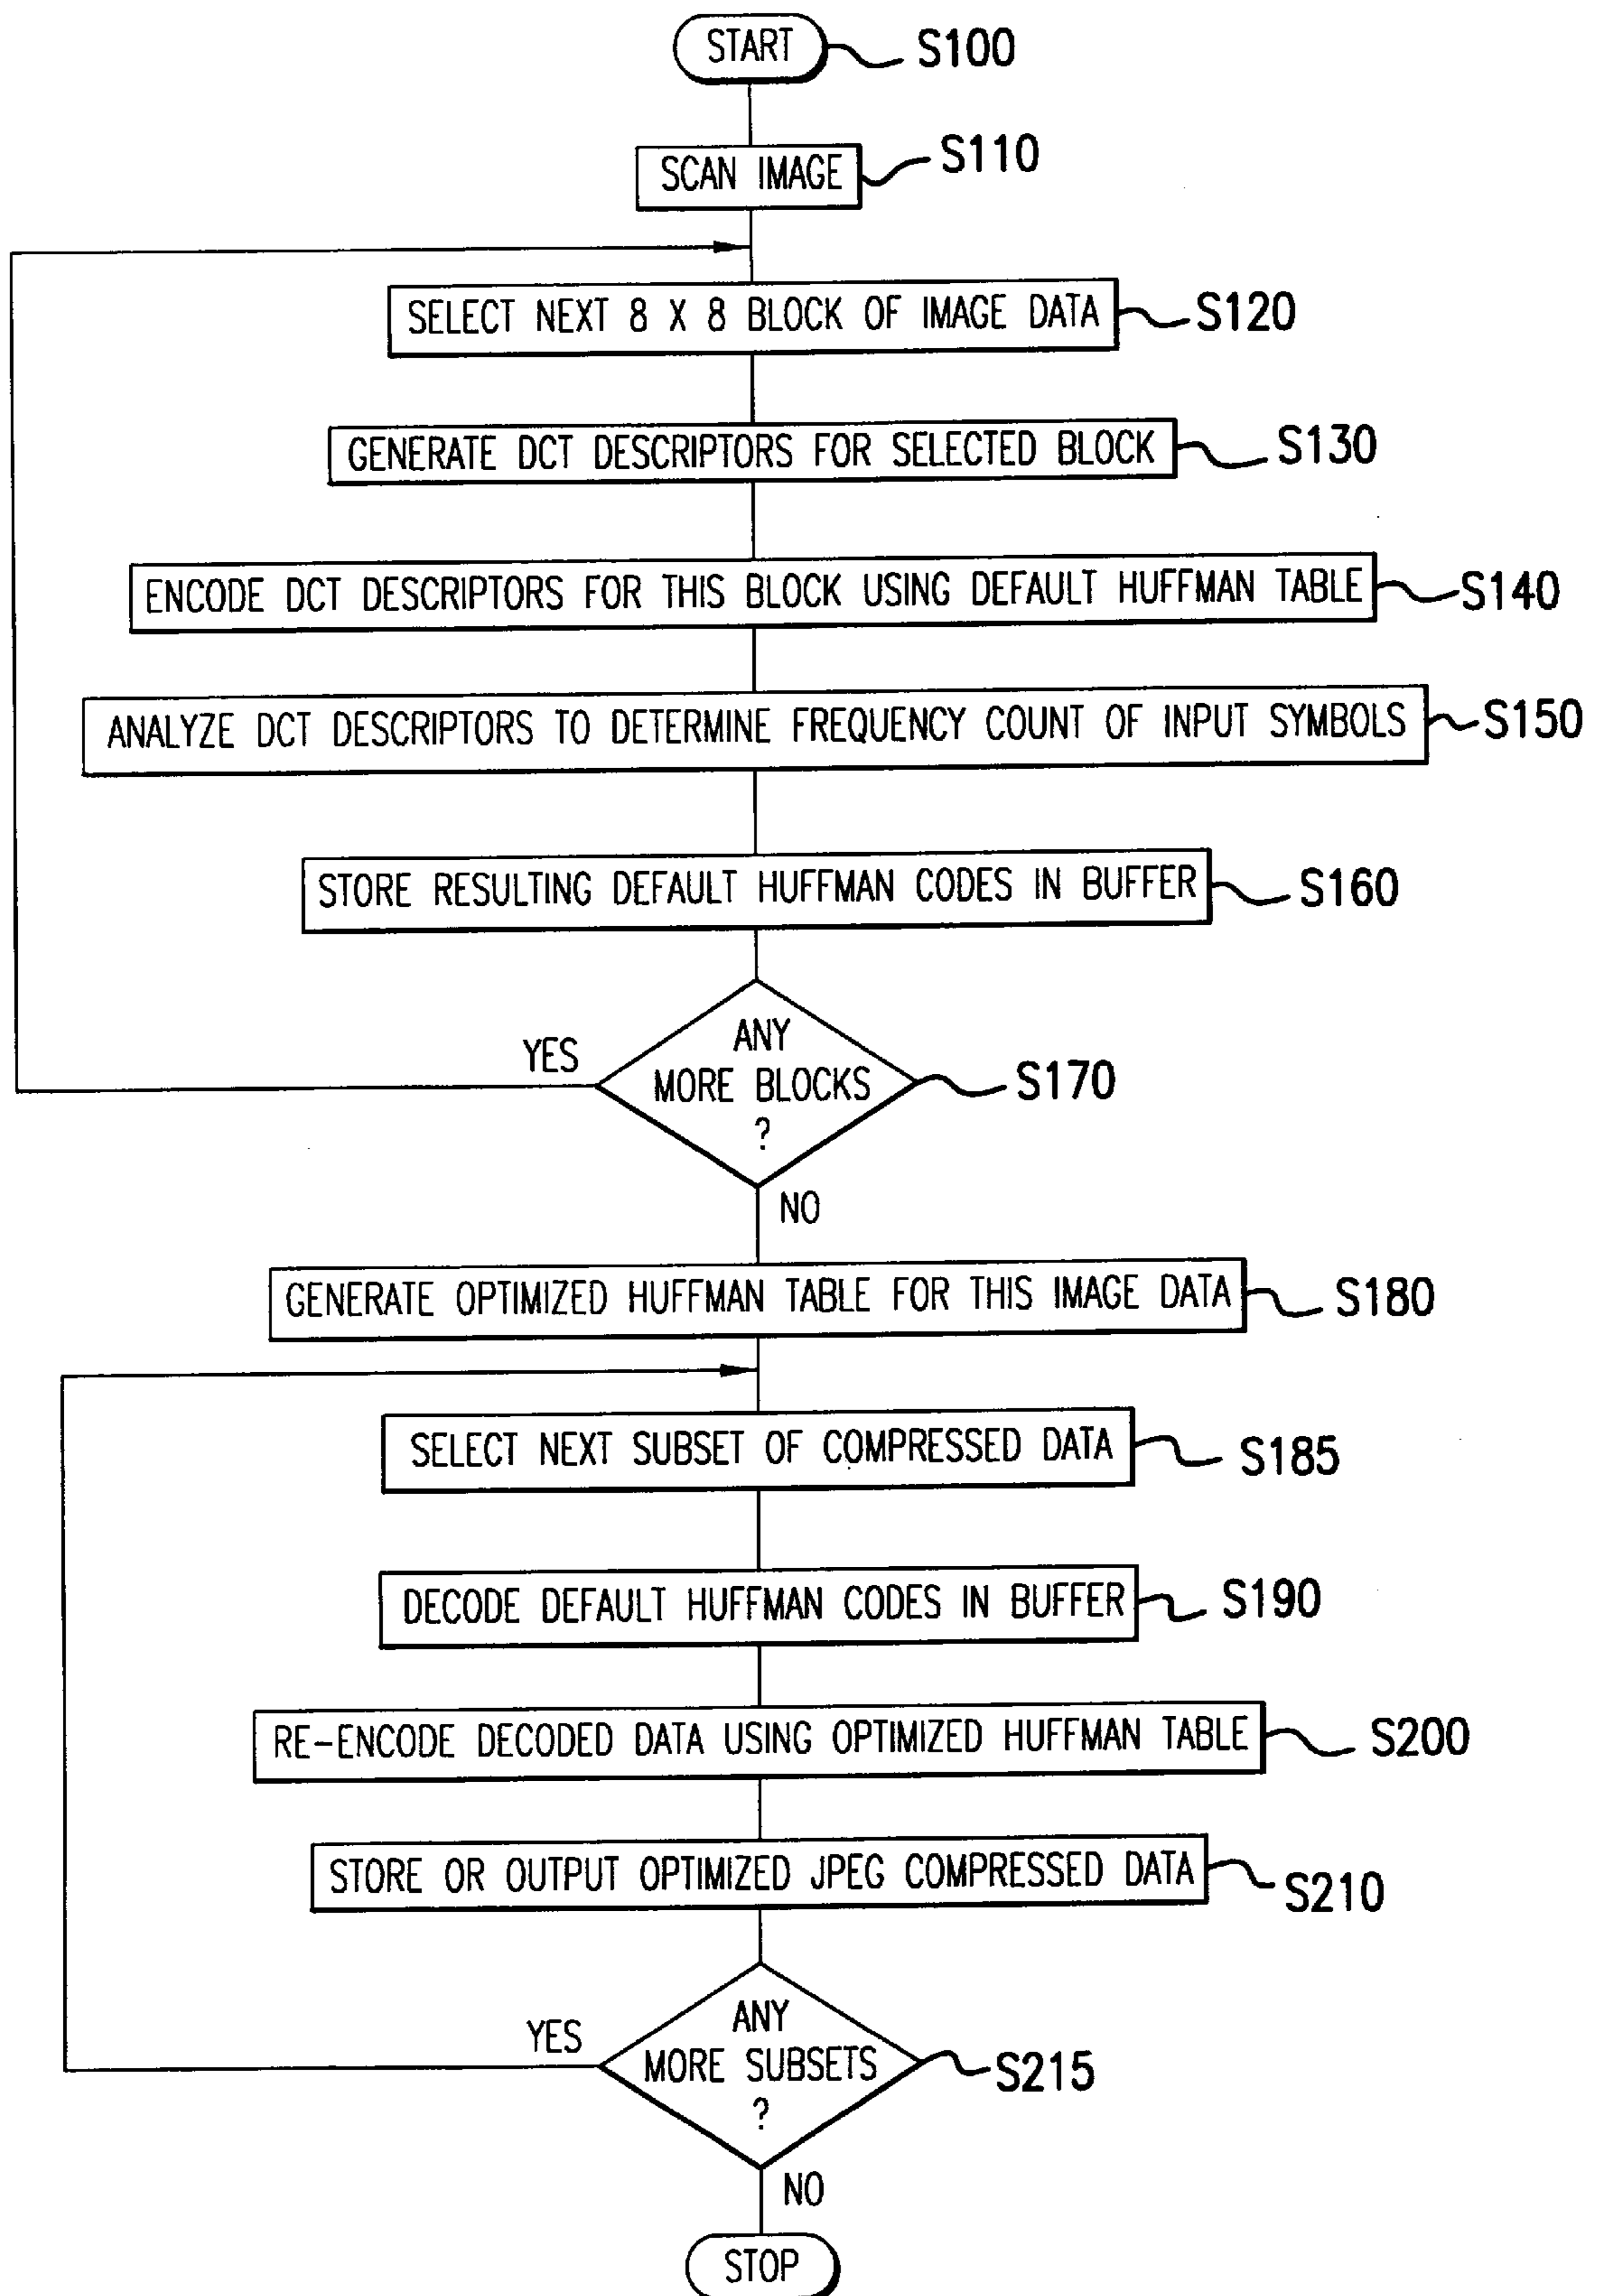 START
S100
SCAN IMAGE
S110
SELECT NEXT 8 X 8 BLOCK OF IMAGE DATA
S120
GENERATE DCT DESCRIPTORS FOR SELECTED BLOCK
S130
ENCODE DCT DESCRIPTORS FOR THIS BLOCK USING DEFAULT HUFFMAN TABLE
S140
ANALYZE DCT DESCRIPTORS TO DETERMINE FREQUENCY COUNT OF INPUT SYMBOLS
S150
STORE RESULTING DEFAULT HUFFMAN CODES IN BUFFER
S160
YES
ANY
MORE BLOCKS
?
S170
NO
GENERATE OPTIMIZED HUFFMAN TABLE FOR THIS IMAGE DATA
S180
SELECT NEXT SUBSET OF COMPRESSED DATA
S185
DECODE DEFAULT HUFFMAN CODES IN BUFFER
S190
RE-ENCODE DECODED DATA USING OPTIMIZED HUFFMAN TABLE
S200
STORE OR OUTPUT OPTIMIZED JPEG COMPRESSED DATA
S210
YES
ANY
MORE SUBSETS
?
S215
NO
STOP